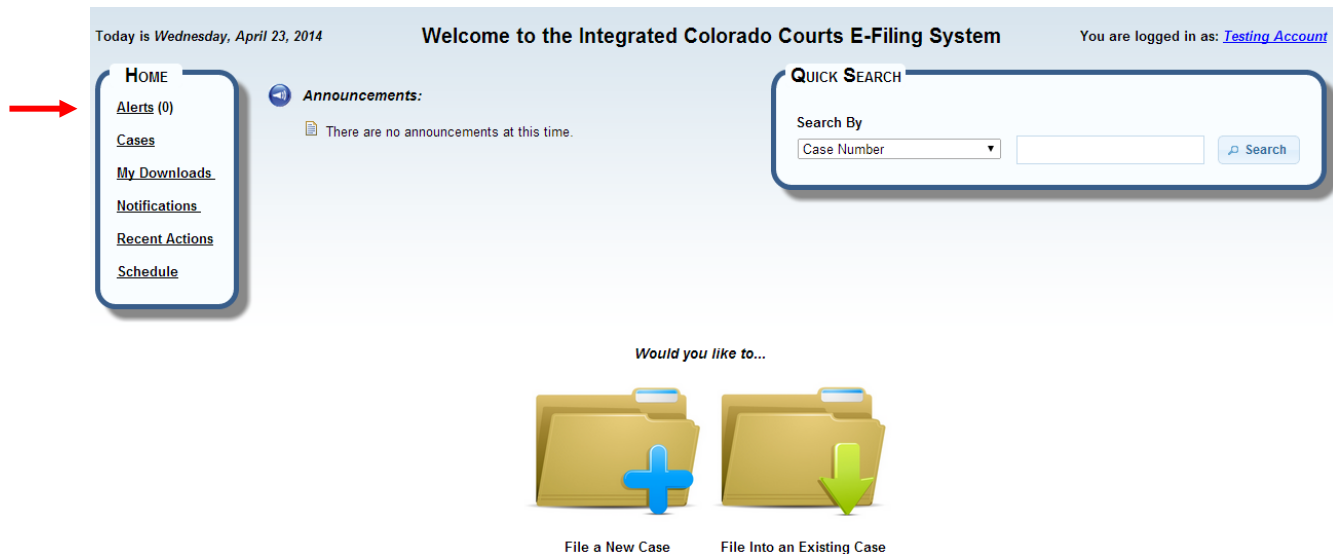 Today is Wednesday, April 23, 2014
Welcome to the Integrated Colorado Courts E-Filing System
You are logged in as: Testing Account
HOME
Alerts (0)
Cases
My Downloads
Notifications
Recent Actions
Schedule
Announcements:
There are no announcements at this time.
QUICK SEARCH
Search By
Case Number
Search
Would you like to...
File a New Case
File Into an Existing Case